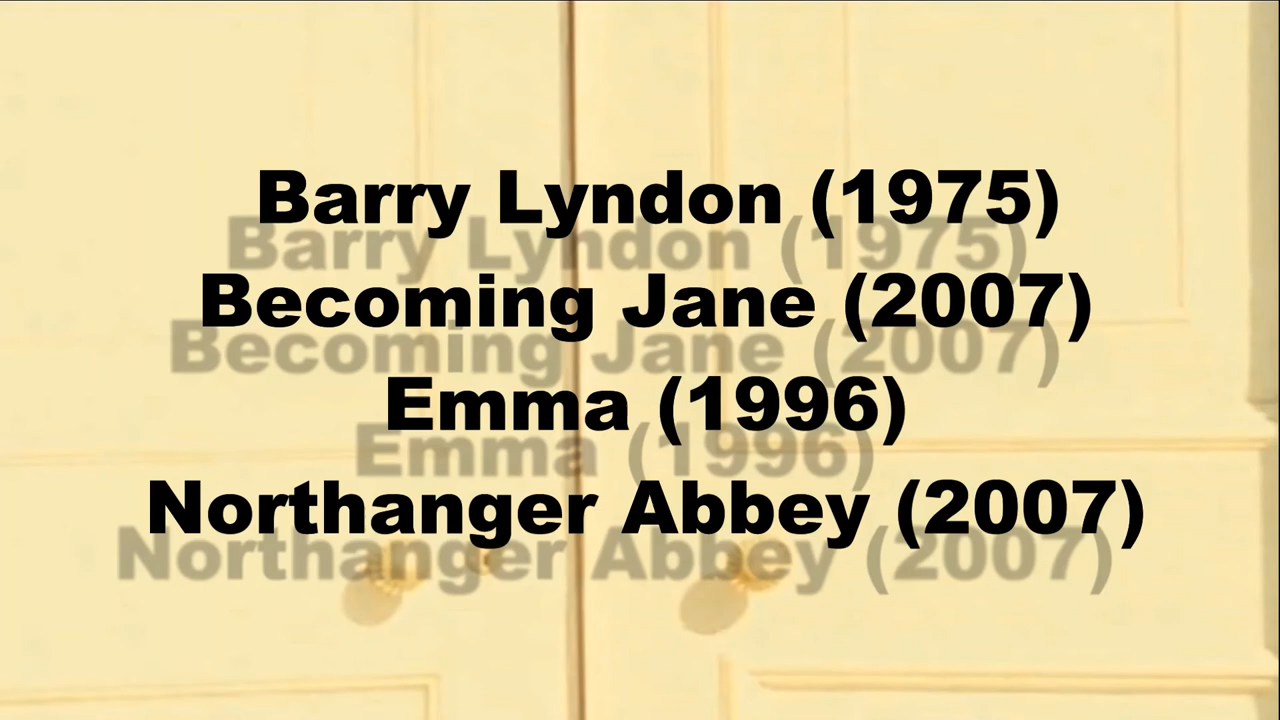 Barry Lyndon (1975)
Becoming Jane (2007)
Emma (1996)
Northanger Abbey (2007)